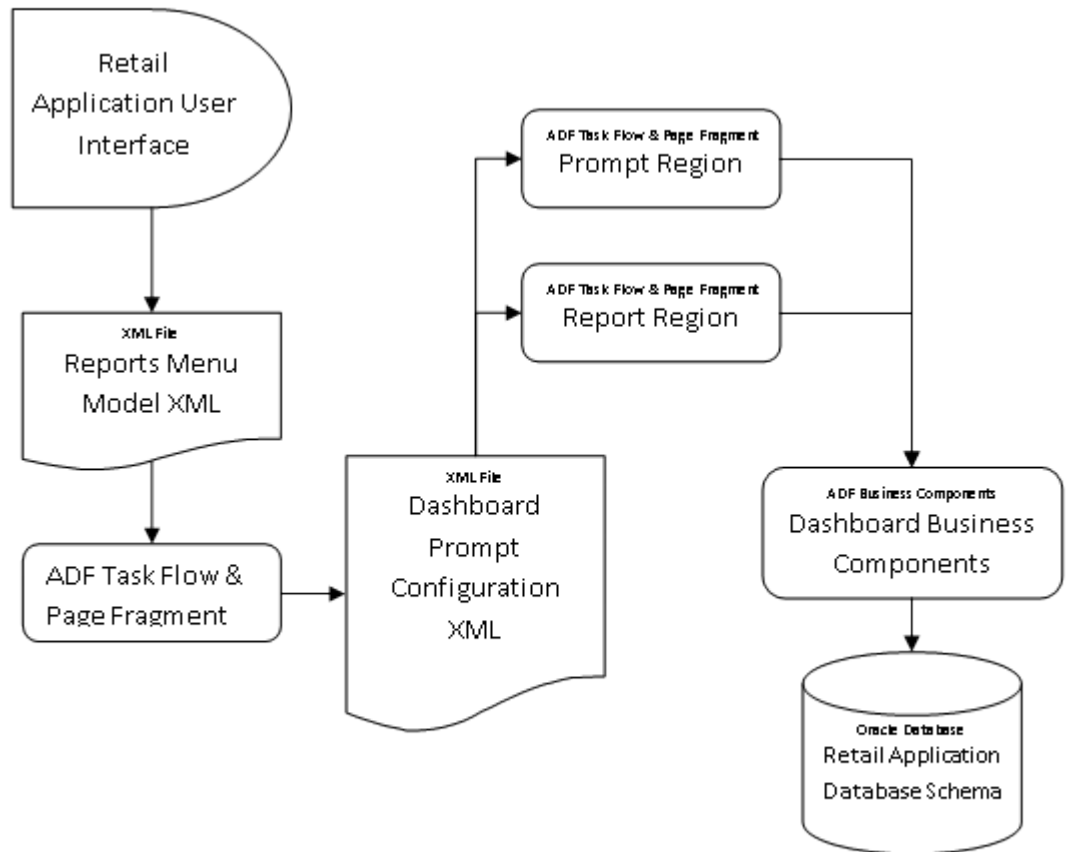 Retail
Application User
Interface
XML File
Reports Menu
Model XML
ADF Task Flow &
Page Fragment
XML File
Dashboard
Prompt
Configuration
XML
ADF Task Flow & Page Fragment
Prompt Region
ADF Task Flow & Page Fragment
Report Region
ADF Business Components
Dashboard Business
Components
Oracle Database
Retail Application
Database Schema